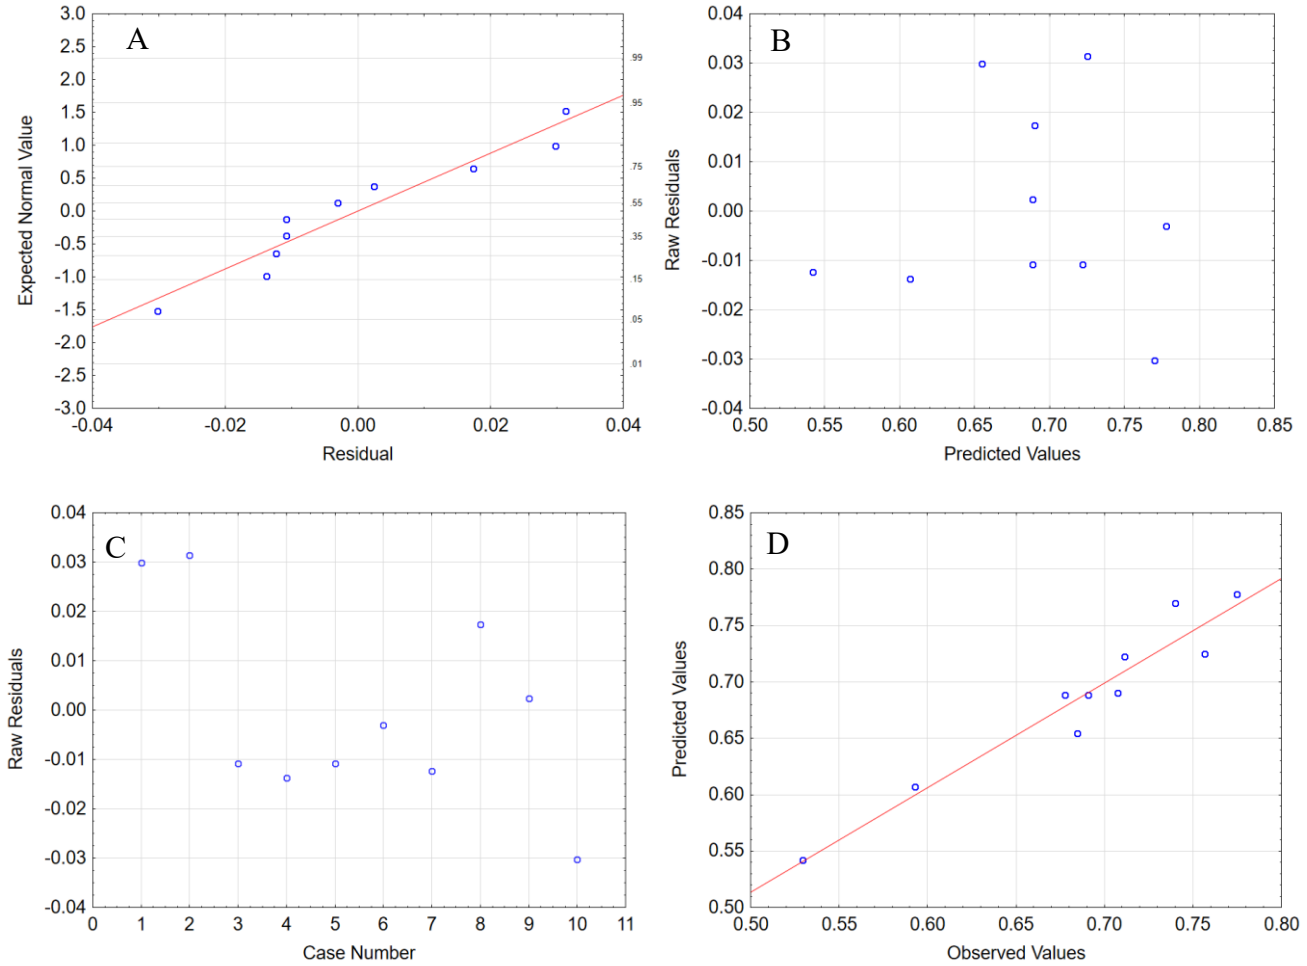 A
3.0
2.5
2.0
1.5
1.0
0.5
0.0
-0.5
-1.0
-1.5
-2.0
-2.5
-3.0
Expected Normal Value
.99
.95
.75
.55
.35
.15
.05
.01
-0.04 -0.02 0.00 0.02 0.04
Residual
B
0.04
0.03
0.02
0.01
0.00
-0.01
-0.02
-0.03
-0.04
Raw Residuals
0.50 0.55 0.60 0.65 0.70 0.75 0.80 0.85
Predicted Values
C
0.04
0.03
0.02
0.01
0.00
-0.01
-0.02
-0.03
-0.04
Raw Residuals
0 1 2 3 4 5 6 7 8 9 10 11
Case Number
D
0.85
0.80
0.75
0.70
0.65
0.60
0.55
0.50
Predicted Values
0.50 0.55 0.60 0.65 0.70 0.75 0.80
Observed Values